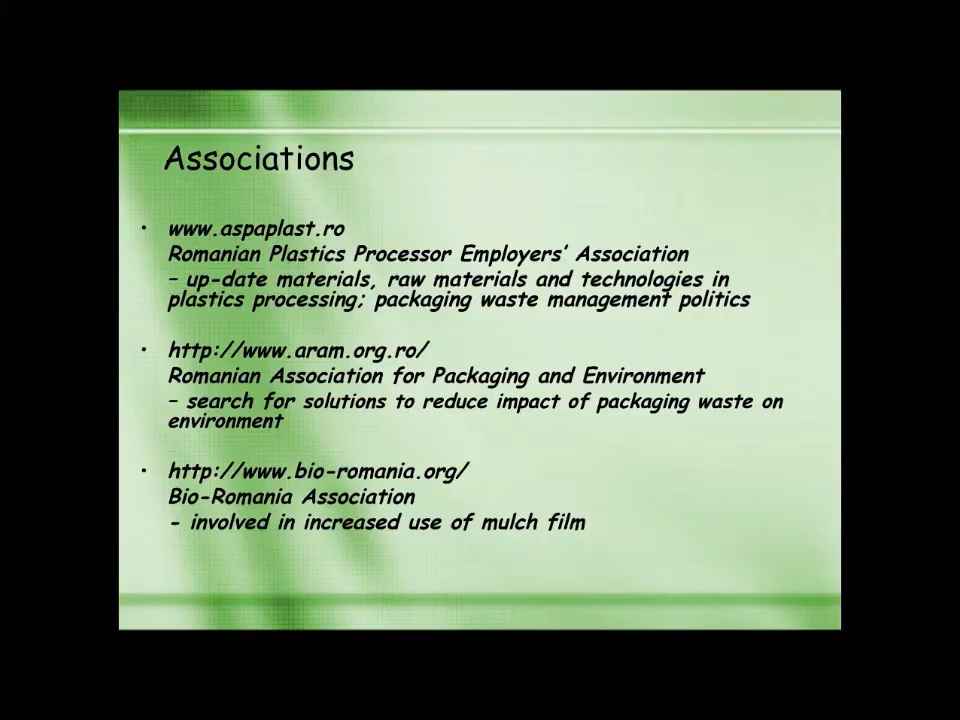 Associations
• www.aspaplast.ro
Romanian Plastics Processor Employers’ Association
– up-date materials, raw materials and technologies in
plastics processing; packaging waste management politics
• http://www.aram.org.ro/
Romanian Association for Packaging and Environment
– search for solutions to reduce impact of packaging waste on
environment
• http://www.bio-romania.org/
Bio-Romania Association
- involved in increased use of mulch film